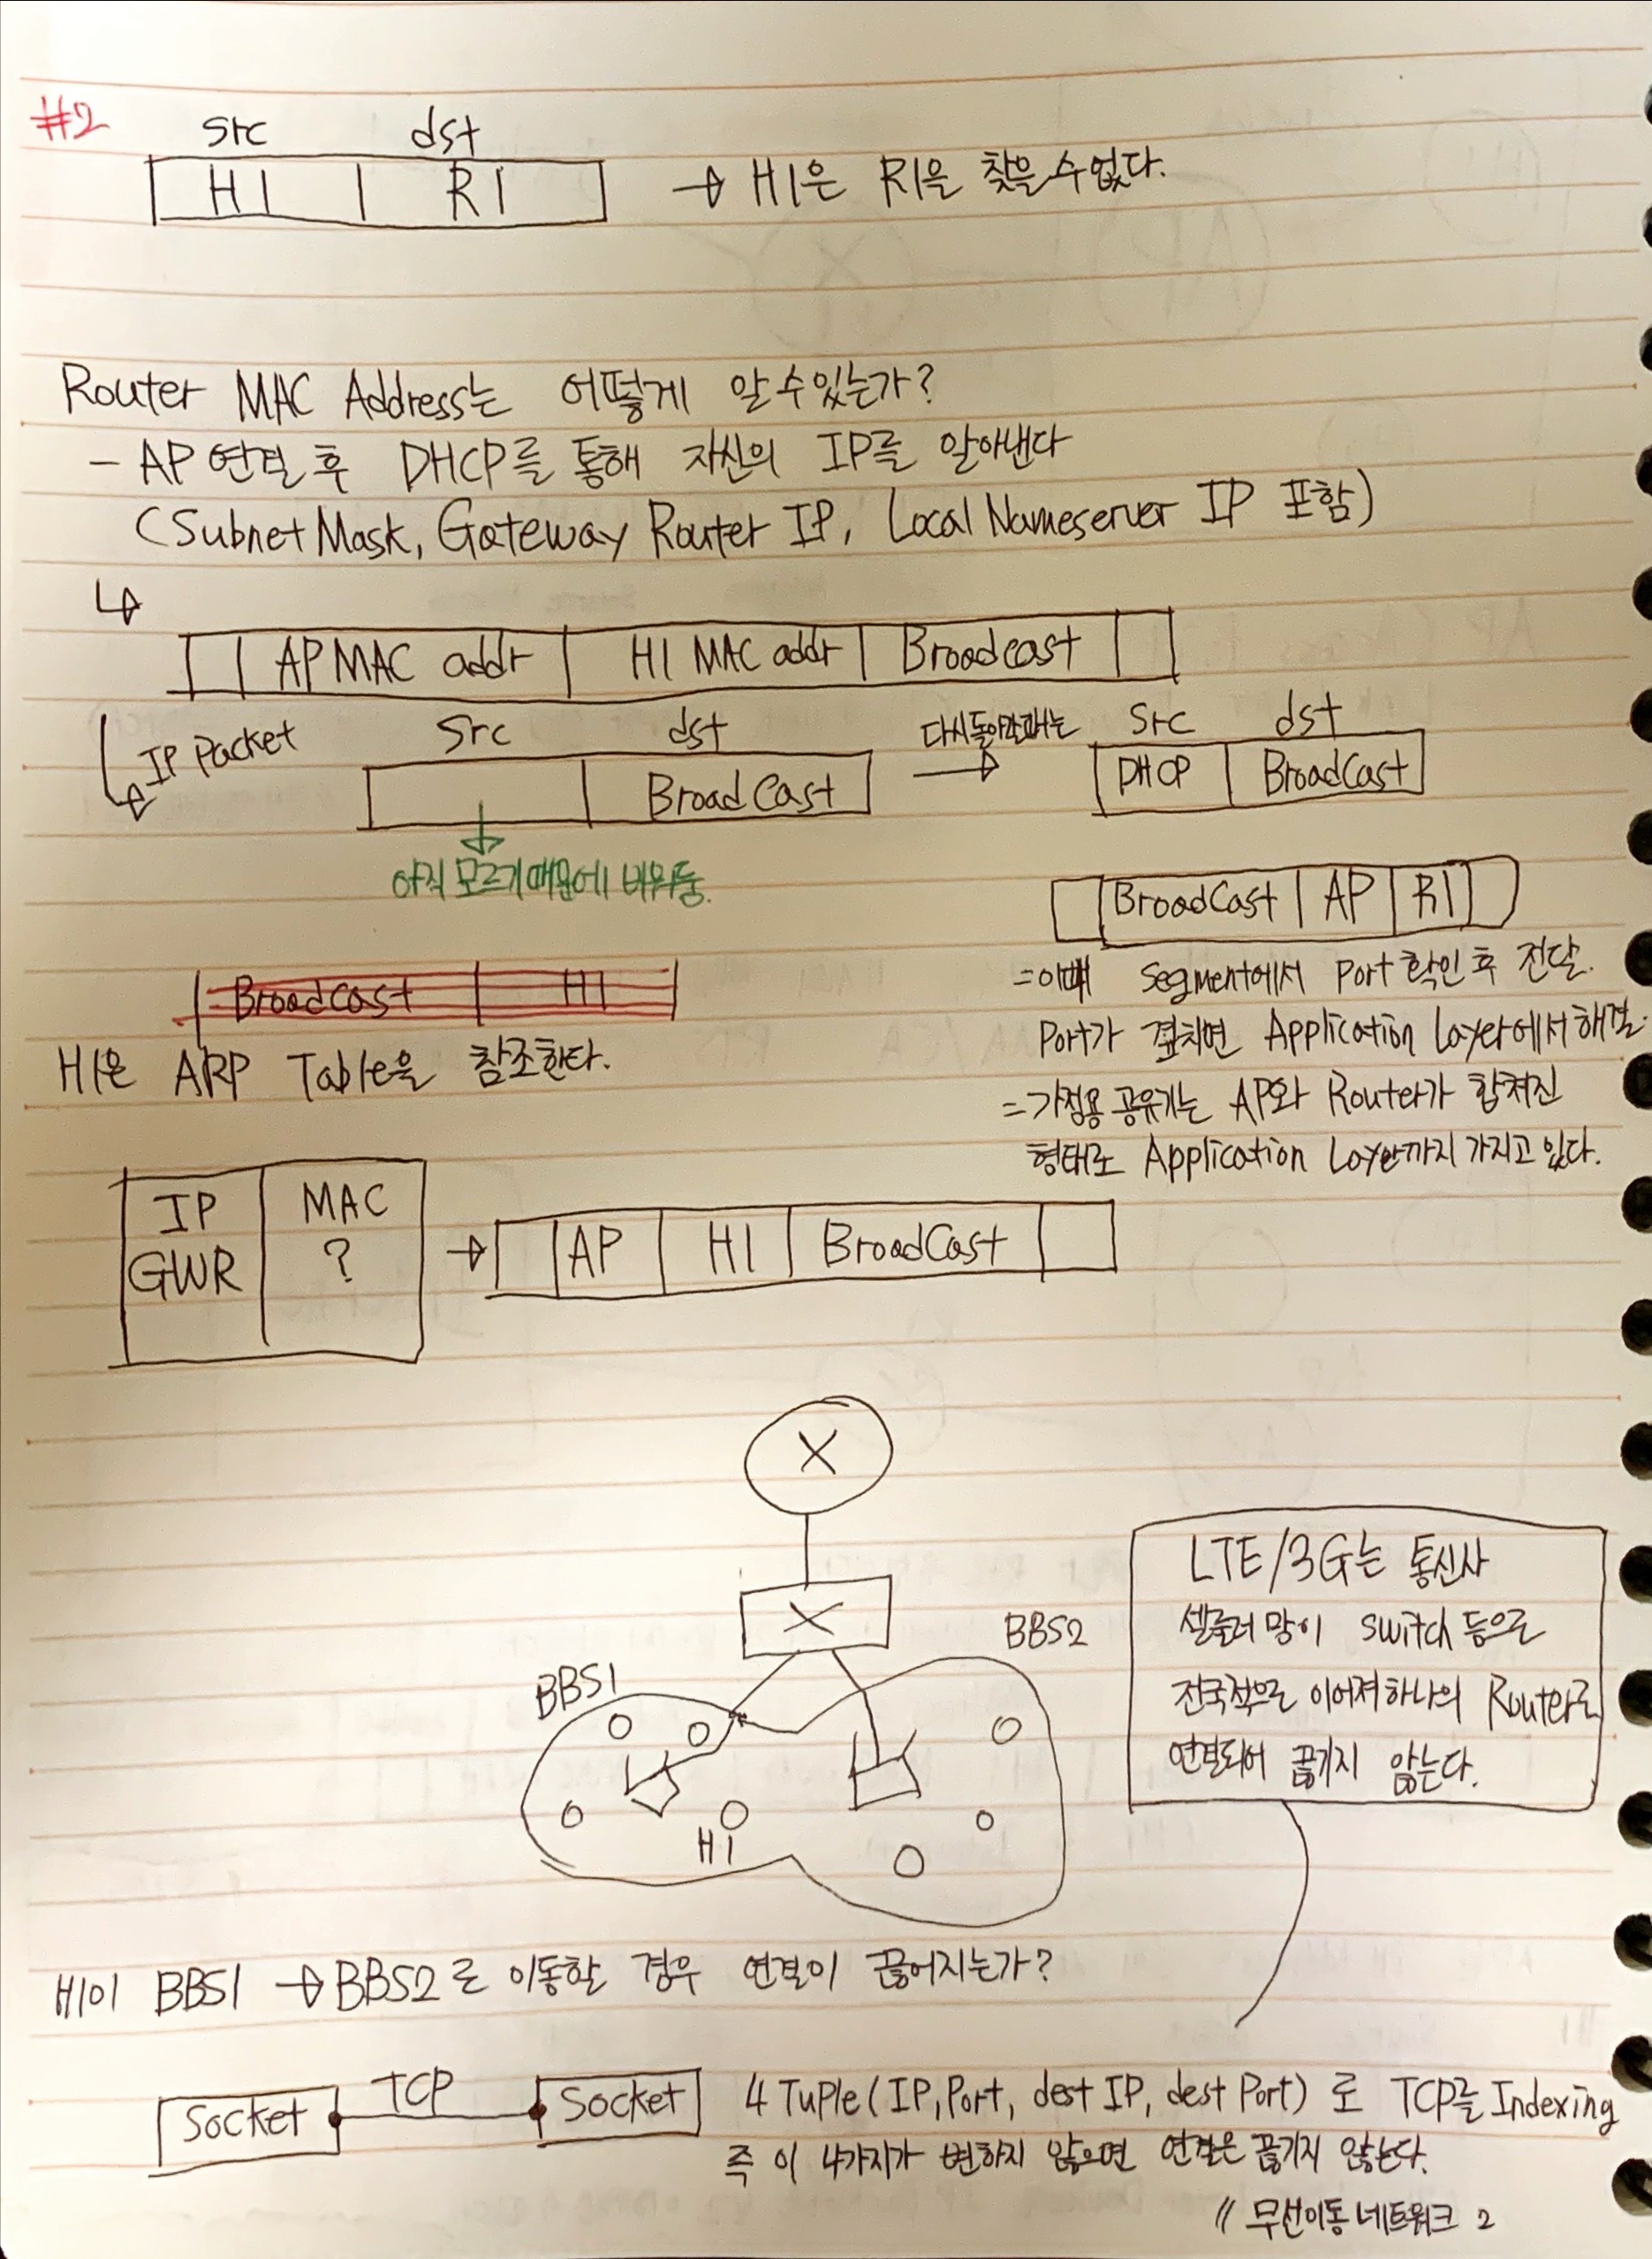 #2
src dst
H1 R1 → H1은 R1을 찾을수없다.
Router MAC Address는 어떻게 알수있는가?
- AP 연결 후 DHCP를 통해 자신의 IP를 알아낸다
(Subnet Mask, Gateway Router IP, Local Nameserver IP 포함)
AP MAC addr H1 MAC addr Broadcast
IP Packet src dst
BroadCast
다시돌아갈때는 src dst
DHCP BroadCast
아직 모르기때문에 비워둠.
BroadCast AP R1
=이때 Segment에서 Port 확인 후 전달.
Port가 겹치면 Application Layer에서 해결.
=가정용 공유기는 AP와 Router가 합쳐진
형태로 Application Layer까지 가지고 있다.
Broadcast H1
H1은 ARP Table을 참조한다.
IP MAC
GWR ?
→ AP H1 BroadCast
X
X
BBS1
BBS2
H1
LTE/3G는 통신사
셀룰러 망이 switch 등으로
전국적으로 이어져하나의 Router로
연결되어 끊기지 않는다.
H1이 BBS1 → BBS2로 이동할 경우 연결이 끊어지는가?
Socket TCP Socket
4 Tuple(IP, Port, dest IP, dest Port) 로 TCP를 Indexing
즉 이 4가지가 변하지 않으면 연결은 끊기지 않는다.
// 무선이동네트워크 2